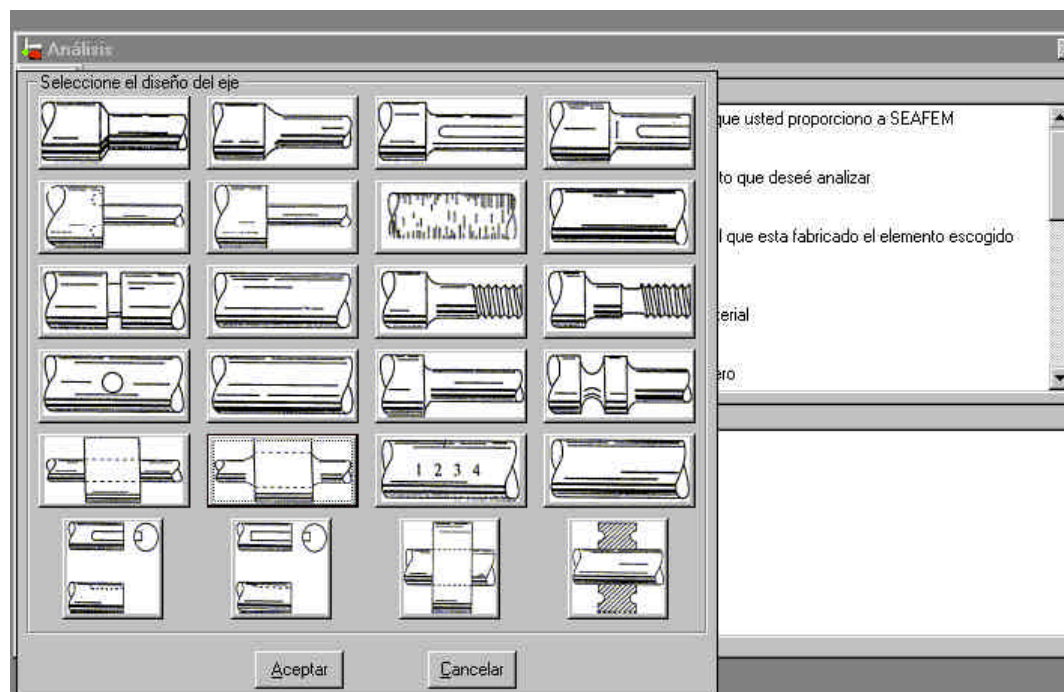 Análisis
Seleccione el diseño del eje
que usted proporciono a SEAFEM
to que deseé analizar
l que esta fabricado el elemento escogido
terial
ero
1 2 3 4
Aceptar
Cancelar